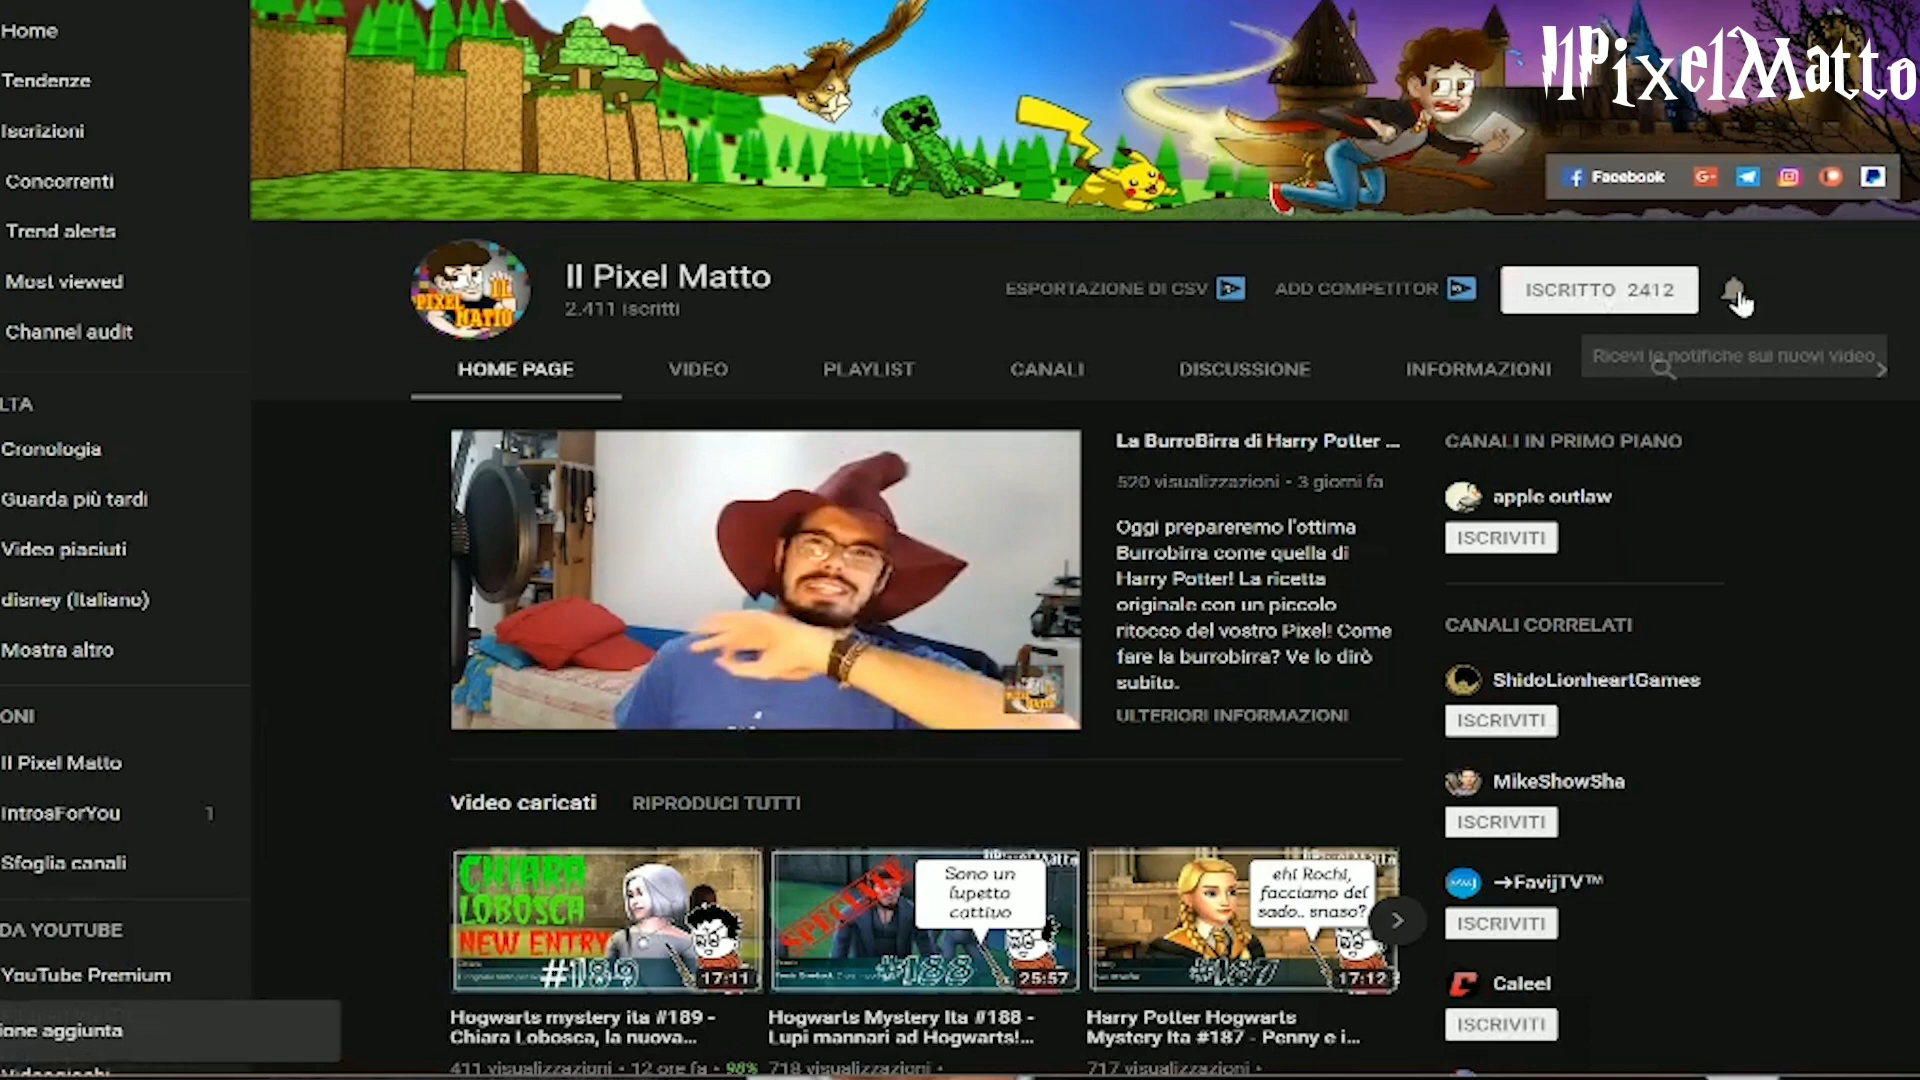 Home
Tendenze
Iscrizioni
Concorrenti
Trend alerts
Most viewed
Channel audit
LTA
Cronologia
Guarda più tardi
Video piaciuti
disney (Italiano)
Mostra altro
ONI
Il Pixel Matto
IntrosForYou 1
Sfoglia canali
DA YOUTUBE
YouTube Premium
ione aggiunta
IlPixelMatto
Facebook
PIXEL IL MATTO
Il Pixel Matto
2.411 iscritti
ESPORTAZIONE DI CSV
ADD COMPETITOR
ISCRITTO 2412
Ricevi le notifiche sui nuovi video
HOME PAGE VIDEO PLAYLIST CANALI DISCUSSIONE INFORMAZIONI
La BurroBirra di Harry Potter ...
520 visualizzazioni • 3 giorni fa
Oggi prepareremo l'ottima
Burrobirra come quella di
Harry Potter! La ricetta
originale con un piccolo
ritocco del vostro Pixel! Come
fare la burrobirra? Ve lo dirò
subito.
ULTERIORI INFORMAZIONI
CANALI IN PRIMO PIANO
apple outlaw
ISCRIVITI
CANALI CORRELATI
ShidoLionheartGames
ISCRIVITI
MikeShowSha
ISCRIVITI
→FavijTV™
ISCRIVITI
Caleel
ISCRIVITI
Video caricati RIPRODUCI TUTTI
CHIARA
LOBOSCA
NEW ENTRY
#189
17:11
Hogwarts mystery ita #189 -
Chiara Lobosca, la nuova...
411 visualizzazioni • 12 ore fa • 98%
SPECIALE
Sono un
lupetto
cattivo
#188
25:57
Hogwarts Mystery Ita #188 -
Lupi mannari ad Hogwarts!...
718 visualizzazioni •
ehi Rochi,
facciamo del
sado.. snaso?
#187
17:12
Harry Potter Hogwarts
Mystery Ita #187 - Penny e i...
717 visualizzazioni •